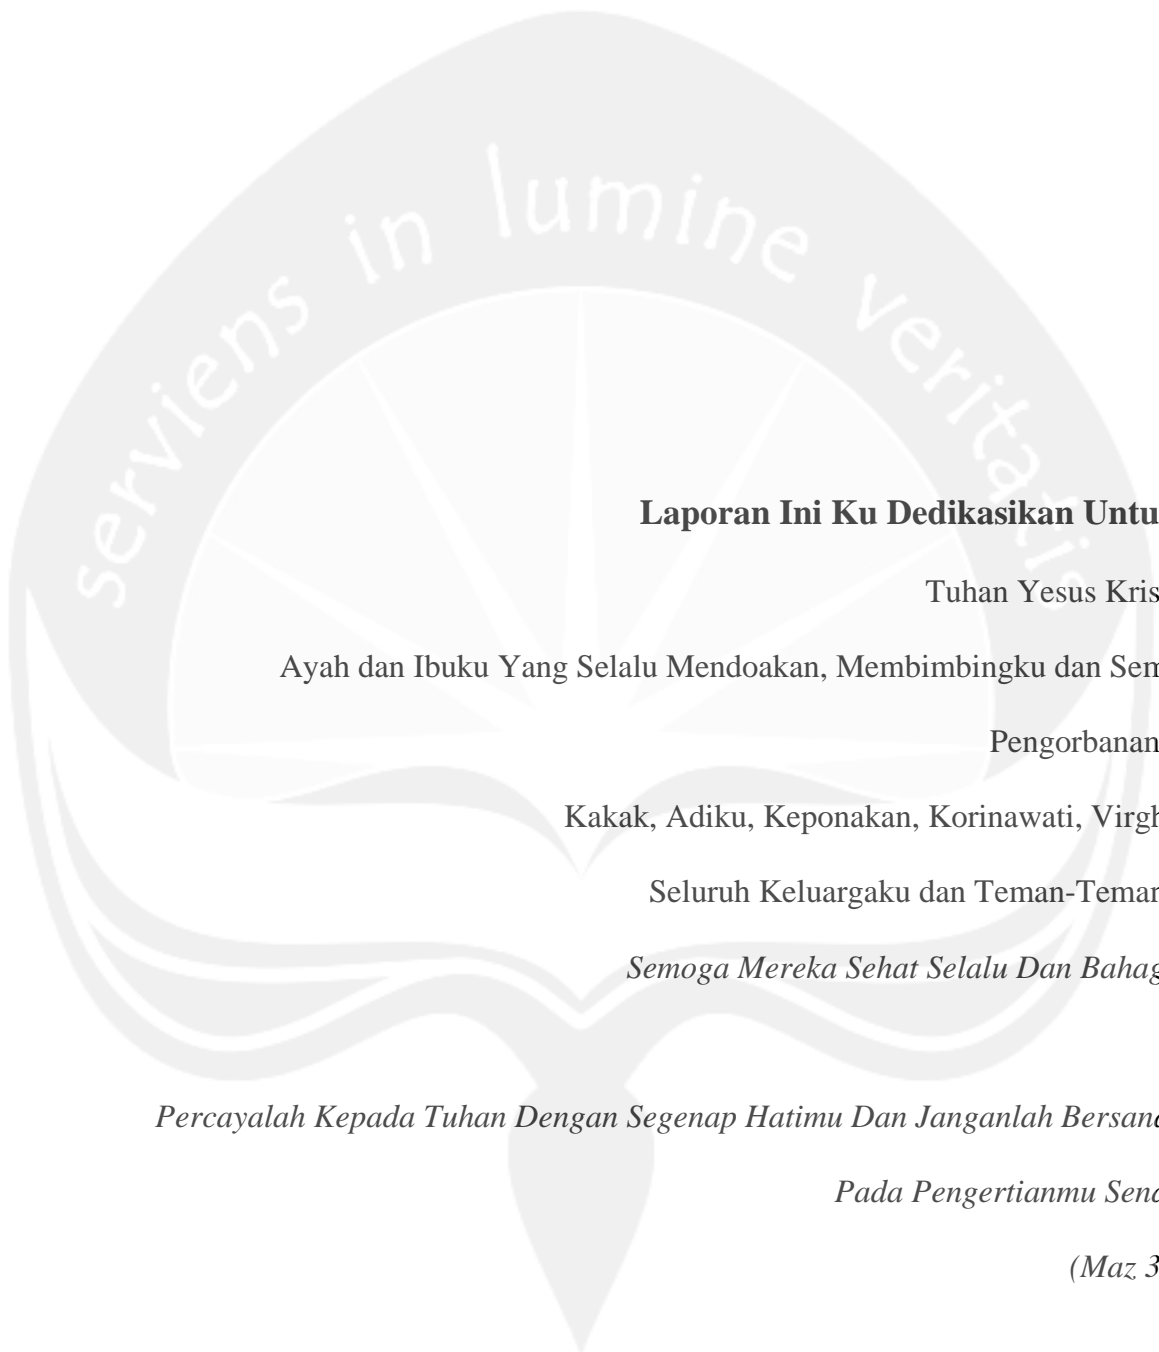 serviens in lumine veritatis
Laporan Ini Ku Dedikasikan Untu
Tuhan Yesus Kris
Ayah dan Ibuku Yang Selalu Mendoakan, Membimbingku dan Sem
Pengorbanan
Kakak, Adiku, Keponakan, Korinawati, Virgh
Seluruh Keluargaku dan Teman-Teman
Semoga Mereka Sehat Selalu Dan Bahag
Percayalah Kepada Tuhan Dengan Segenap Hatimu Dan Janganlah Bersand
Pada Pengertianmu Send
(Maz 3